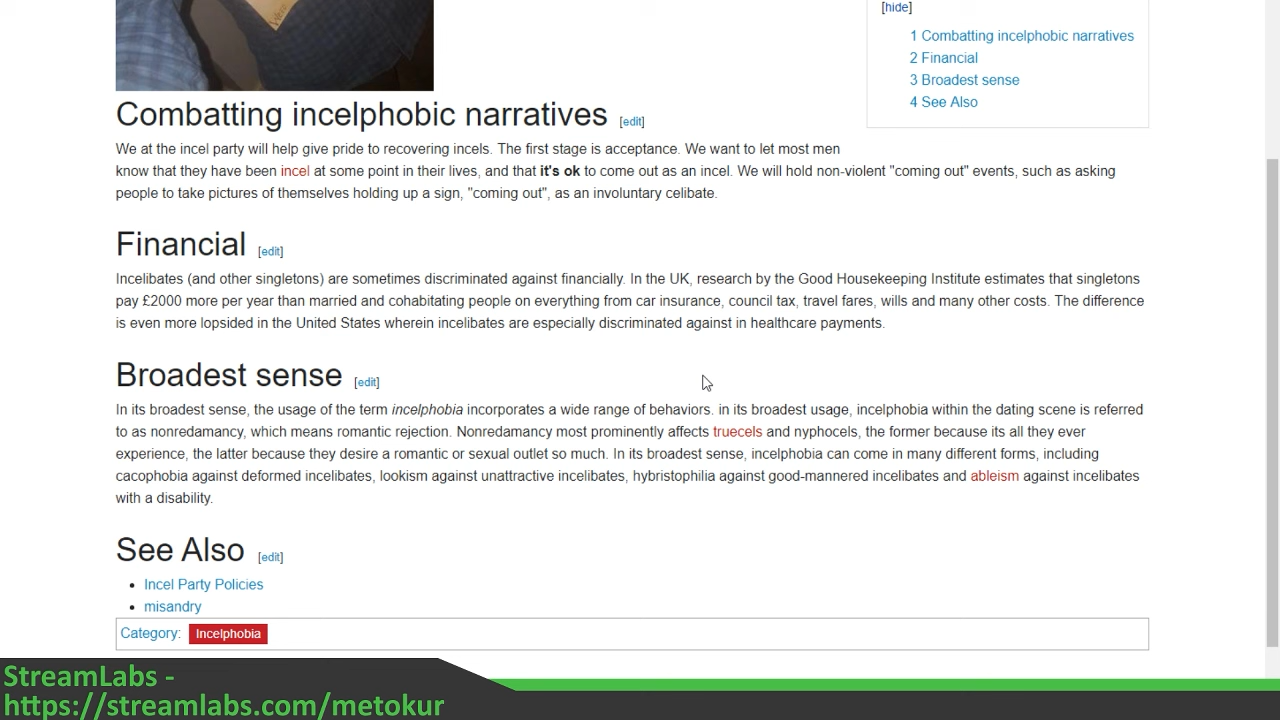 [hide]
1 Combatting incelphobic narratives
2 Financial
3 Broadest sense
4 See Also
Combatting incelphobic narratives [edit]
We at the incel party will help give pride to recovering incels. The first stage is acceptance. We want to let most men
know that they have been incel at some point in their lives, and that it's ok to come out as an incel. We will hold non-violent "coming out" events, such as asking
people to take pictures of themselves holding up a sign, "coming out", as an involuntary celibate.
Financial [edit]
Incelibates (and other singletons) are sometimes discriminated against financially. In the UK, research by the Good Housekeeping Institute estimates that singletons
pay £2000 more per year than married and cohabitating people on everything from car insurance, council tax, travel fares, wills and many other costs. The difference
is even more lopsided in the United States wherein incelibates are especially discriminated against in healthcare payments.
Broadest sense [edit]
In its broadest sense, the usage of the term incelphobia incorporates a wide range of behaviors. in its broadest usage, incelphobia within the dating scene is referred
to as nonredamancy, which means romantic rejection. Nonredamancy most prominently affects truecels and nyphocels, the former because its all they ever
experience, the latter because they desire a romantic or sexual outlet so much. In its broadest sense, incelphobia can come in many different forms, including
cacophobia against deformed incelibates, lookism against unattractive incelibates, hybristophilia against good-mannered incelibates and ableism against incelibates
with a disability.
See Also [edit]
• Incel Party Policies
• misandry
Category: Incelphobia
StreamLabs -
https://streamlabs.com/metokur